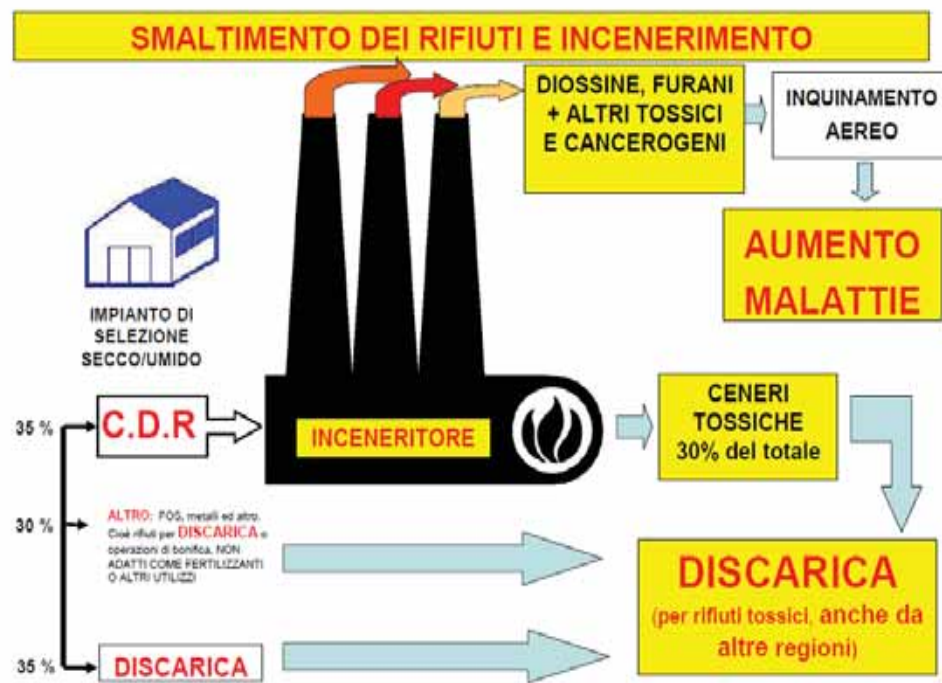 SMALTIMENTO DEI RIFIUTI E INCENERIMENTO
DIOSSINE, FURANI
+ ALTRI TOSSICI
E CANCEROGENI
INQUINAMENTO
AEREO
AUMENTO
MALATTIE
IMPIANTO DI
SELEZIONE
SECCO/UMIDO
35 %
C.D.R
INCENERITORE
CENERI
TOSSICHE
30% del totale
30 %
ALTRO: FOS, metalli ed altro.
Cioè rifiuti per DISCARICA o
operazioni di bonifica, NON
ADATTI COME FERTILIZZANTI
O ALTRI UTILIZZI
DISCARICA
(per rifiuti tossici, anche da
altre regioni)
35 %
DISCARICA